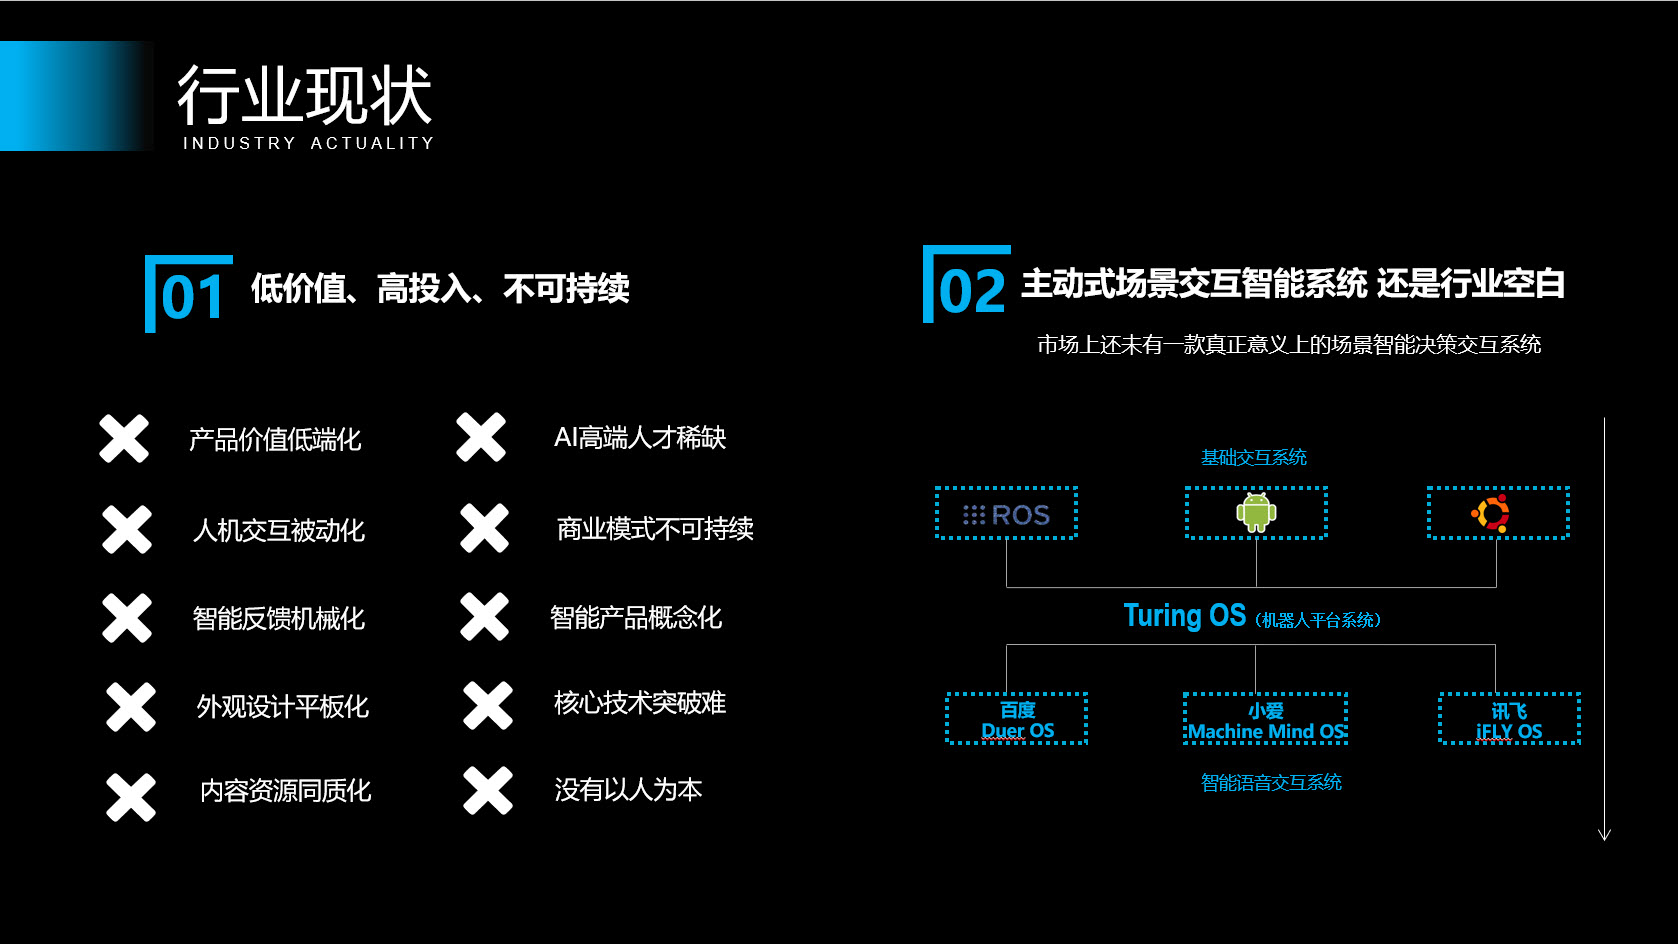 行业现状
INDUSTRY ACTUALITY
01
低价值、高投入、不可持续
产品价值低端化
AI高端人才稀缺
人机交互被动化
商业模式不可持续
智能反馈机械化
智能产品概念化
外观设计平板化
核心技术突破难
内容资源同质化
没有以人为本
02
主动式场景交互智能系统 还是行业空白
市场上还未有一款真正意义上的场景智能决策交互系统
基础交互系统
ROS
Turing OS（机器人平台系统）
百度
Duer OS
小爱
Machine Mind OS
讯飞
iFLY OS
智能语音交互系统